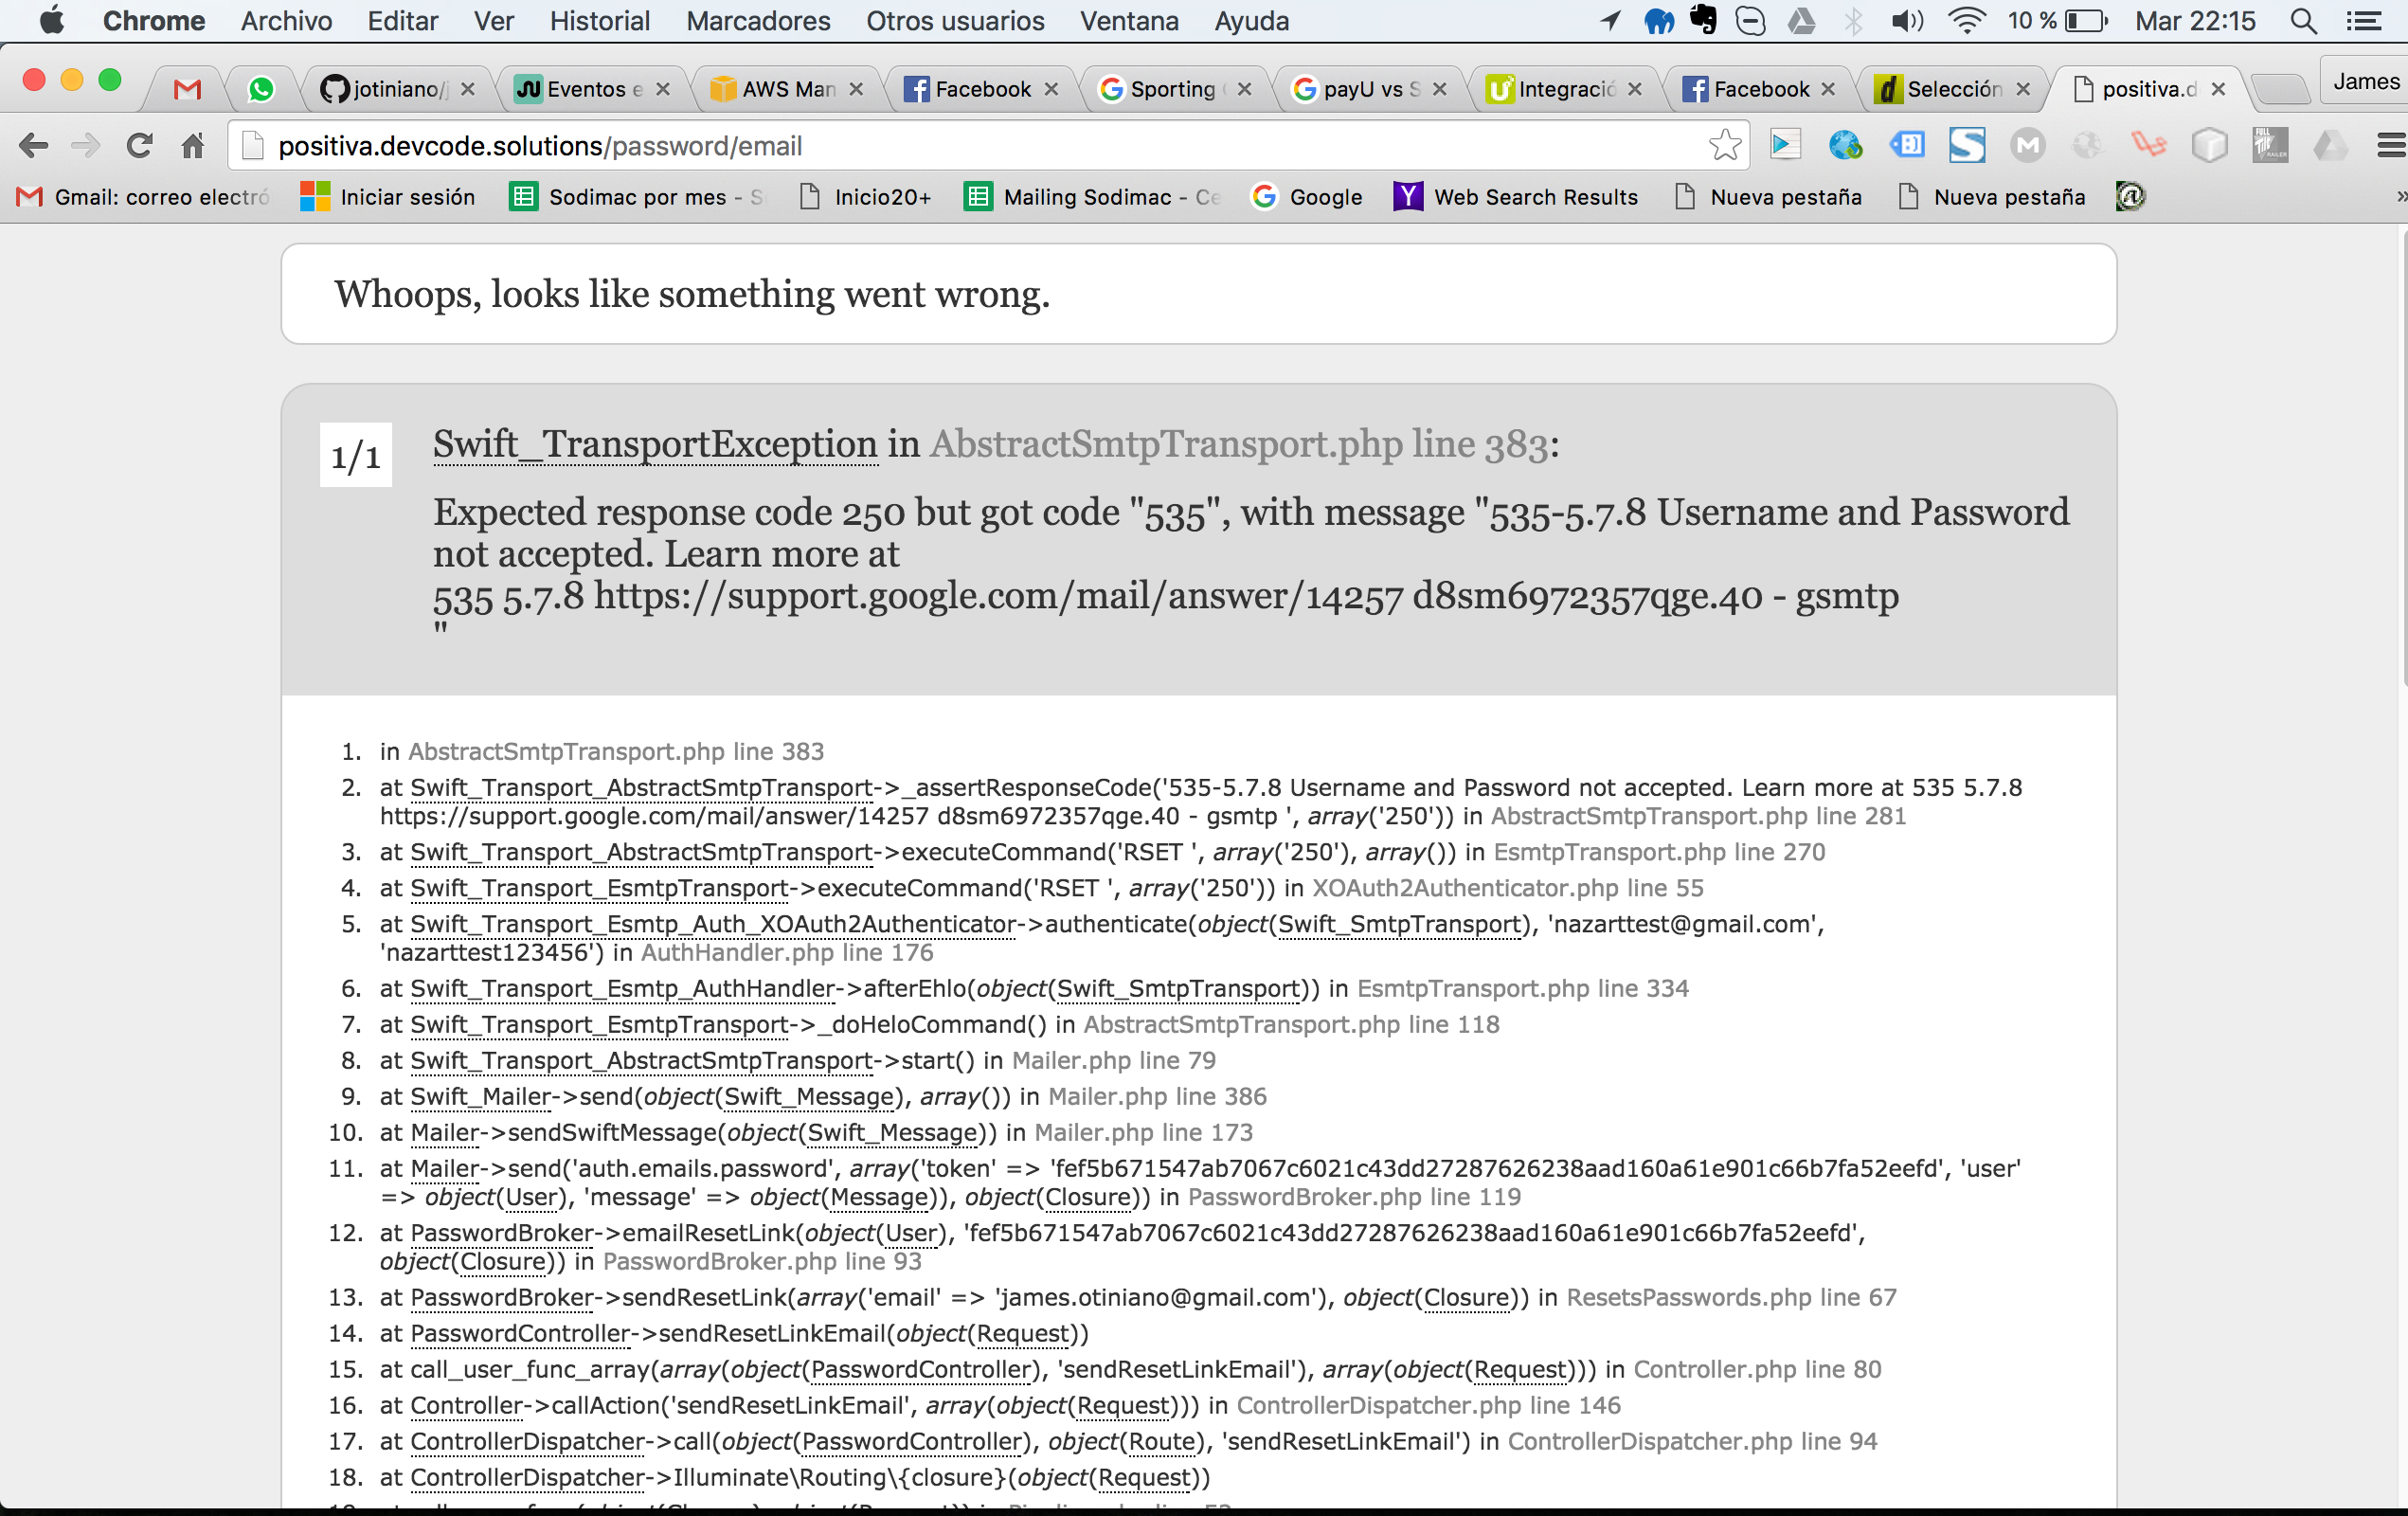 Chrome Archivo Editar Ver Historial Marcadores Otros usuarios Ventana Ayuda 10 % Mar 22:15
jotiniano/j Eventos e AWS Man Facebook Sporting payU vs S Integració Facebook Selección positiva.d James
positiva.devcode.solutions/password/email
Gmail: correo electró Iniciar sesión Sodimac por mes - S Inicio20+ Mailing Sodimac - Ce Google Web Search Results Nueva pestaña Nueva pestaña
Whoops, looks like something went wrong.
1/1 Swift_TransportException in AbstractSmtpTransport.php line 383:
Expected response code 250 but got code "535", with message "535-5.7.8 Username and Password
not accepted. Learn more at
535 5.7.8 https://support.google.com/mail/answer/14257 d8sm6972357qge.40 - gsmtp
"
1. in AbstractSmtpTransport.php line 383
2. at Swift_Transport_AbstractSmtpTransport->_assertResponseCode('535-5.7.8 Username and Password not accepted. Learn more at 535 5.7.8
https://support.google.com/mail/answer/14257 d8sm6972357qge.40 - gsmtp ', array('250')) in AbstractSmtpTransport.php line 281
3. at Swift_Transport_AbstractSmtpTransport->executeCommand('RSET ', array('250'), array()) in EsmtpTransport.php line 270
4. at Swift_Transport_EsmtpTransport->executeCommand('RSET ', array('250')) in XOAuth2Authenticator.php line 55
5. at Swift_Transport_Esmtp_Auth_XOAuth2Authenticator->authenticate(object(Swift_SmtpTransport), 'nazarttest@gmail.com',
'nazarttest123456') in AuthHandler.php line 176
6. at Swift_Transport_Esmtp_AuthHandler->afterEhlo(object(Swift_SmtpTransport)) in EsmtpTransport.php line 334
7. at Swift_Transport_EsmtpTransport->_doHeloCommand() in AbstractSmtpTransport.php line 118
8. at Swift_Transport_AbstractSmtpTransport->start() in Mailer.php line 79
9. at Swift_Mailer->send(object(Swift_Message), array()) in Mailer.php line 386
10. at Mailer->sendSwiftMessage(object(Swift_Message)) in Mailer.php line 173
11. at Mailer->send('auth.emails.password', array('token' => 'fef5b671547ab7067c6021c43dd27287626238aad160a61e901c66b7fa52eefd', 'user'
=> object(User), 'message' => object(Message)), object(Closure)) in PasswordBroker.php line 119
12. at PasswordBroker->emailResetLink(object(User), 'fef5b671547ab7067c6021c43dd27287626238aad160a61e901c66b7fa52eefd',
object(Closure)) in PasswordBroker.php line 93
13. at PasswordBroker->sendResetLink(array('email' => 'james.otiniano@gmail.com'), object(Closure)) in ResetsPasswords.php line 67
14. at PasswordController->sendResetLinkEmail(object(Request))
15. at call_user_func_array(array(object(PasswordController), 'sendResetLinkEmail'), array(object(Request))) in Controller.php line 80
16. at Controller->callAction('sendResetLinkEmail', array(object(Request))) in ControllerDispatcher.php line 146
17. at ControllerDispatcher->call(object(PasswordController), object(Route), 'sendResetLinkEmail') in ControllerDispatcher.php line 94
18. at ControllerDispatcher->Illuminate\Routing\{closure}(object(Request))